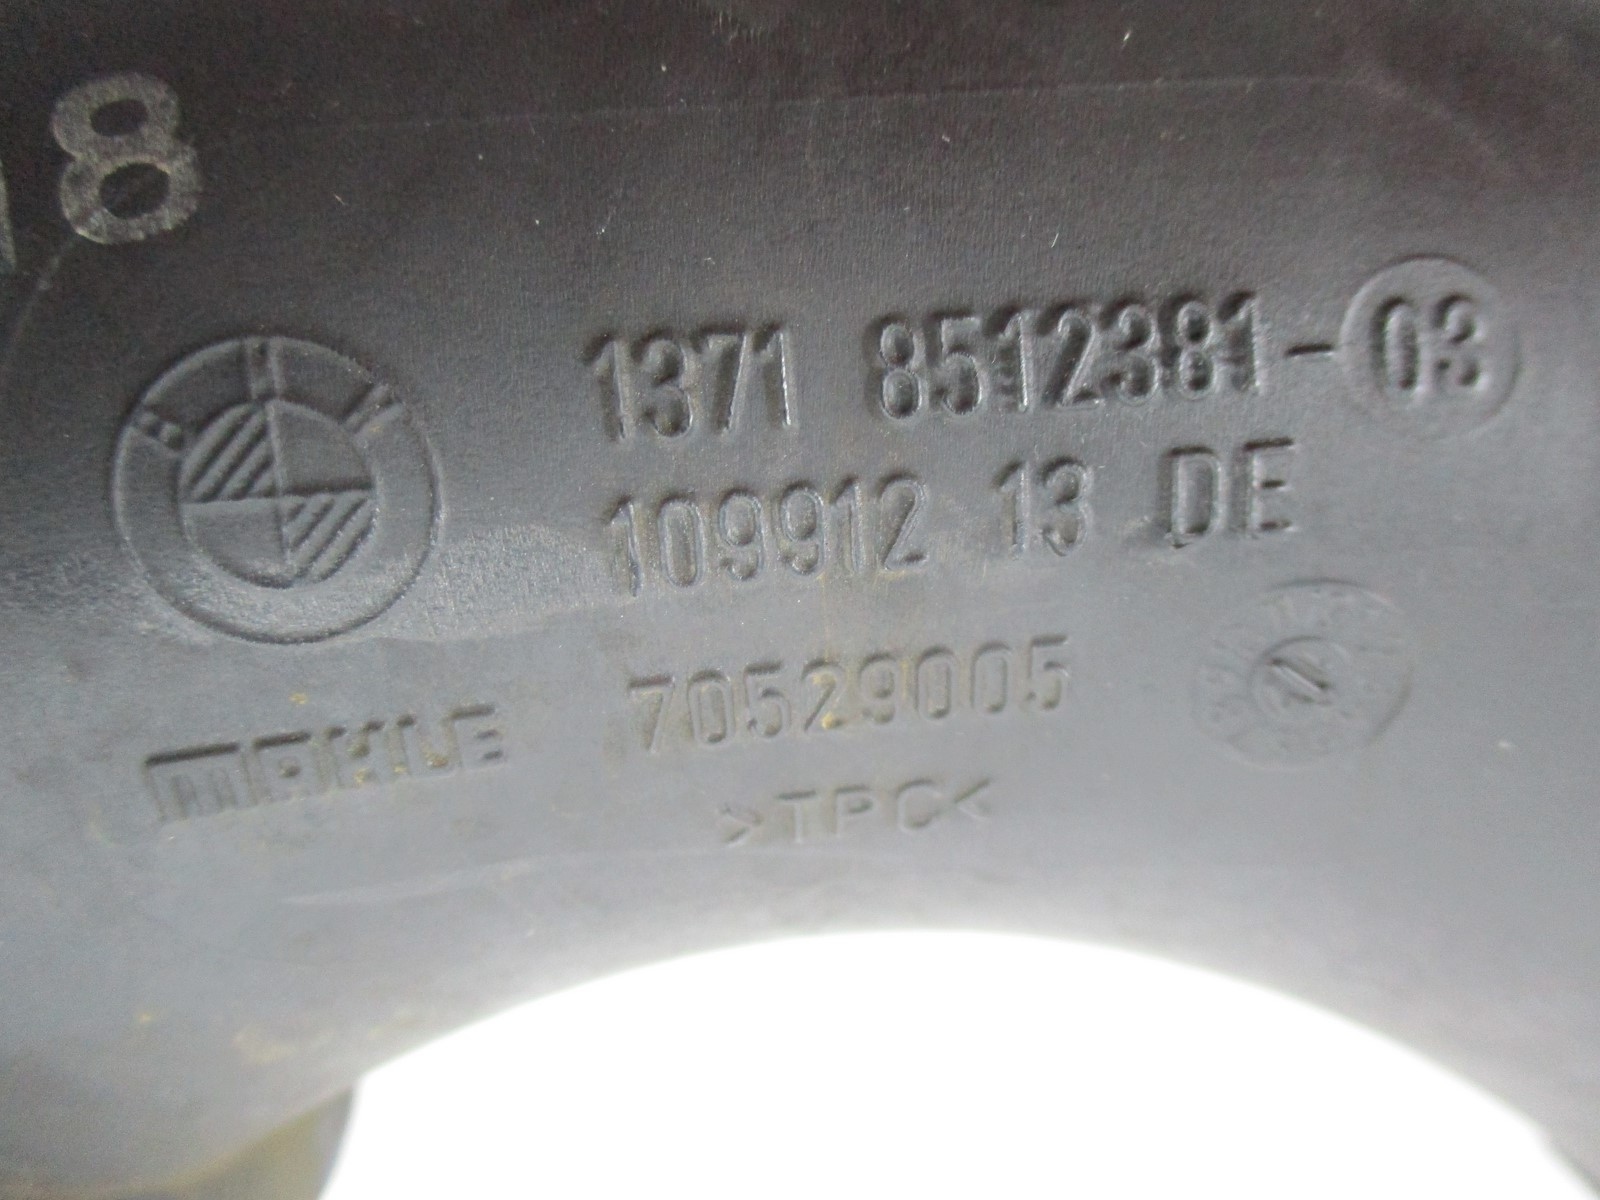 8
1371 8512381-03
109912 13 DE
MAHLE 70529005
>TPC<